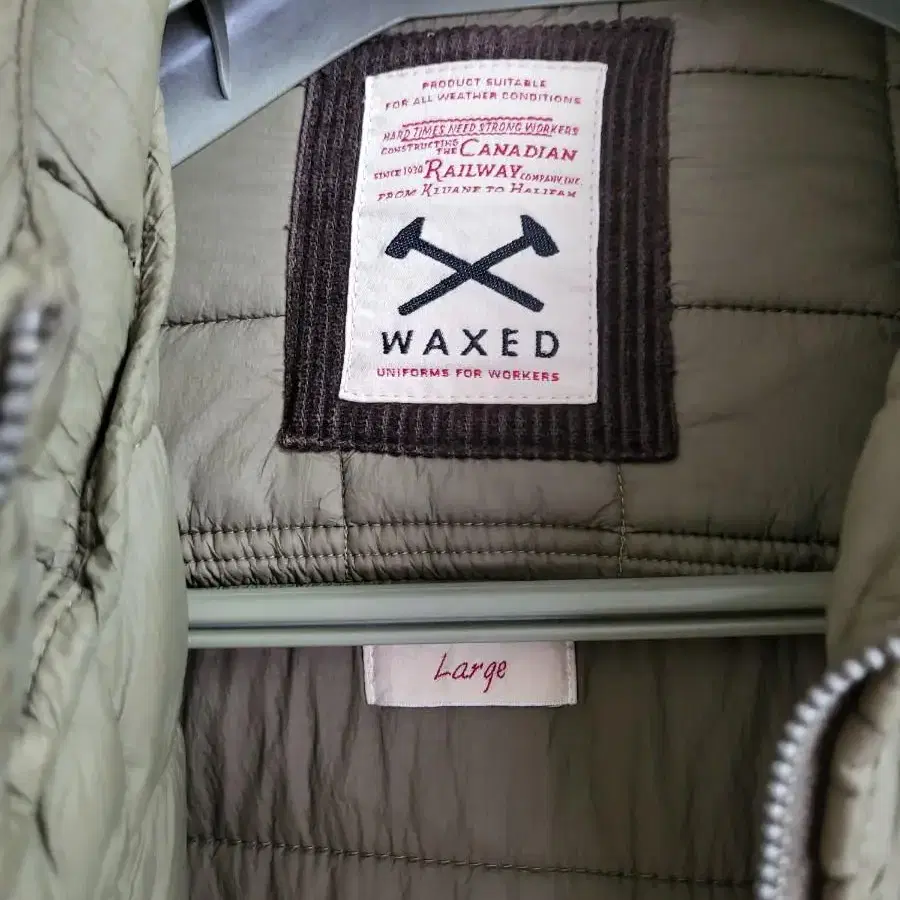 PRODUCT SUITABLE
FOR ALL WEATHER CONDITIONS
HARD TIMES NEED STRONG WORKERS
CONSTRUCTING THE CANADIAN
SINCE 1920 RAILWAY COMPANY, INC.
FROM KLUANE TO HALIFAX
WAXED
UNIFORMS FOR WORKERS
Large